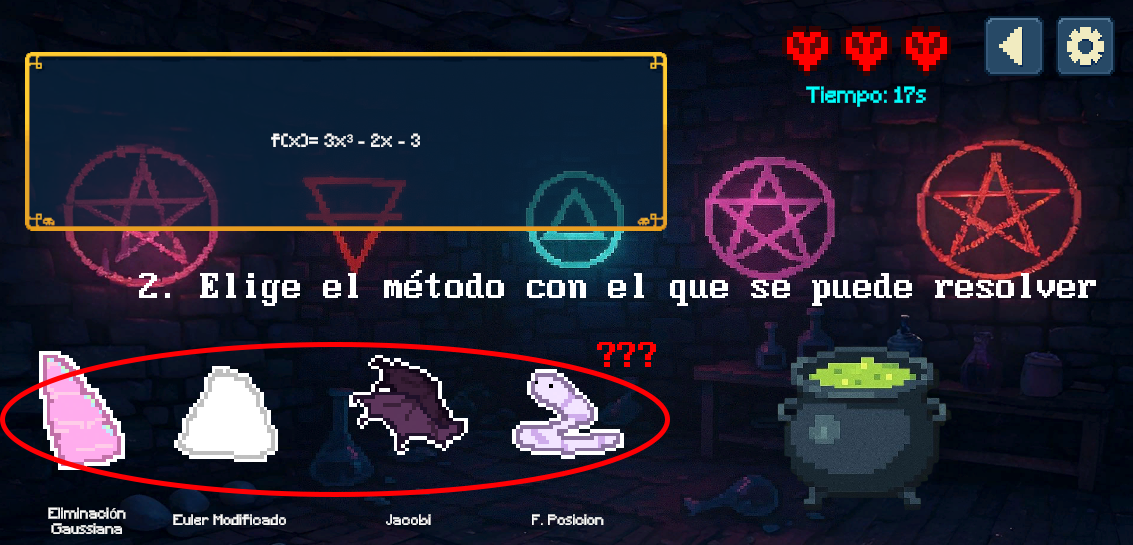 Tiempo: 17s
f(x)= 3x³ - 2x - 3
2. Elige el método con el que se puede resolver
???
Eliminación
Gaussiana
Euler Modificado
Jacobi
F. Posicion